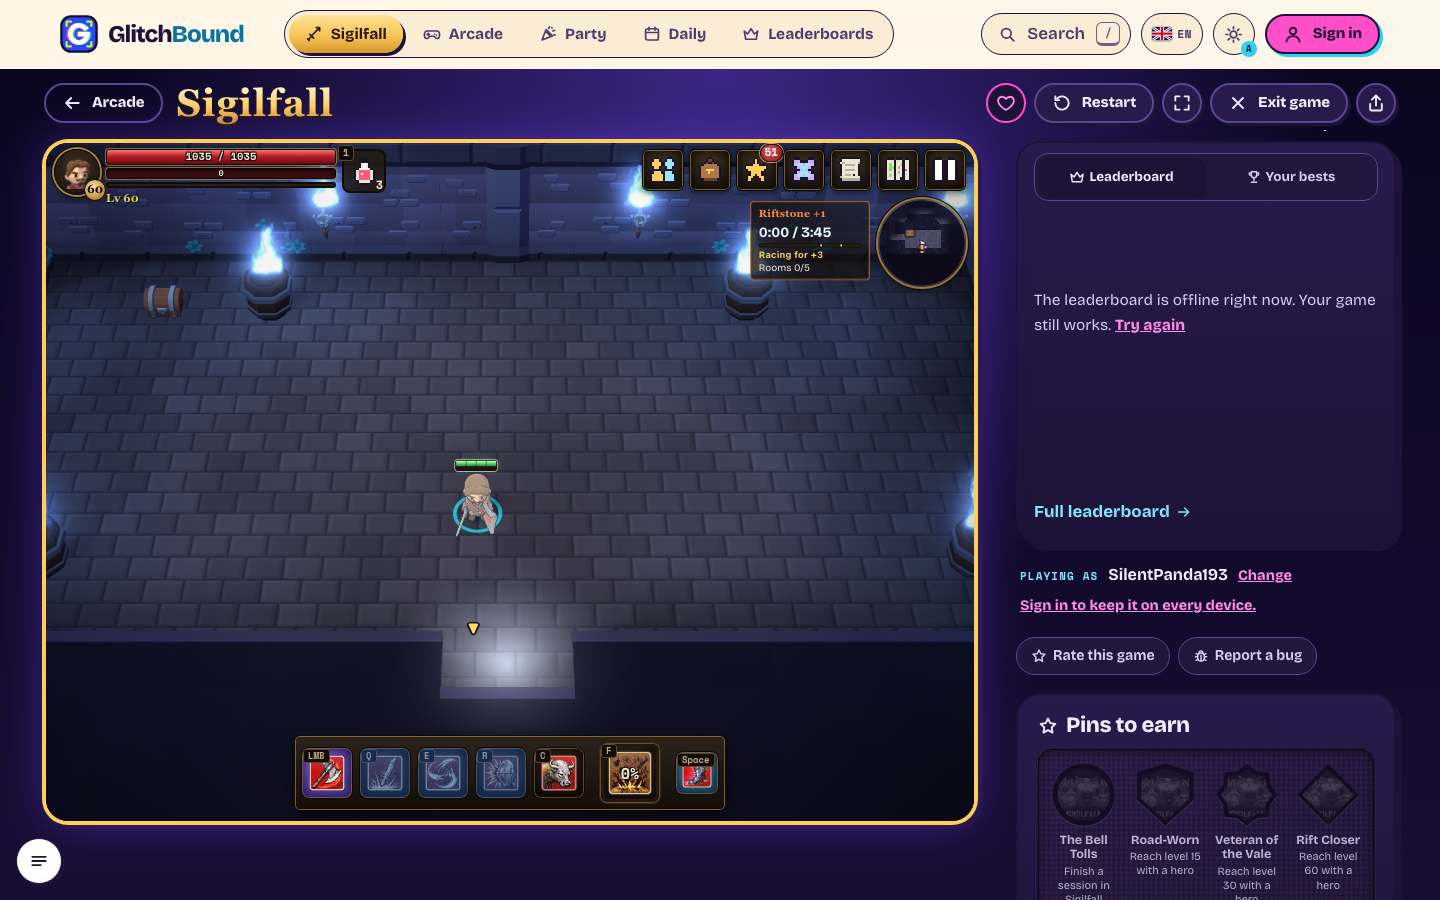 GlitchBound
Sigilfall
Arcade
Party
Daily
Leaderboards
Search /
EN
A
Sign in
Arcade
Sigilfall
Restart
Exit game
1035 / 1035
0
60
Lv 60
1
3
51
Riftstone +1
0:00 / 3:45
Racing for +3
Rooms 0/5
LMB
Q
E
R
C
F
0%
Space
Leaderboard
Your bests
The leaderboard is offline right now. Your game
still works. Try again
Full leaderboard →
PLAYING AS SilentPanda193 Change
Sign in to keep it on every device.
Rate this game
Report a bug
Pins to earn
The Bell
Tolls
Finish a
session in
Sigilfall
Road-Worn
Reach level 15
with a hero
Veteran of
the Vale
Reach level
30 with a
hero
Rift Closer
Reach level
60 with a
hero